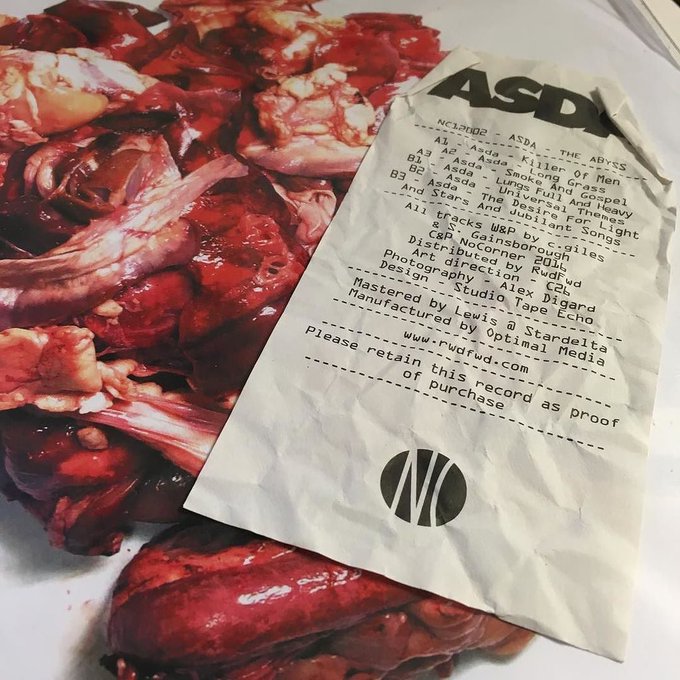 ASDA
NC12002 - ASDA - THE ABYSS
A1 - Asda - Killer Of Men
A2 - Asda - Long Grass
A3 - Asda - Smoke And Gospel
B1 - Asda - Lungs Full And Heavy
B2 - Asda - Universal Themes
B3 - Asda - The Desire For Light
And Stars And Jubilant Songs
All tracks W&P by c.giles
& S. Gainsborough
C&P NoCorner 2016
Distributed by RwdFwd
Art direction - C26
Photography - Alex Digard
Design - Studio Tape Echo
Mastered by Lewis @ Stardelta
Manufactured by Optimal Media
www.rwdfwd.com
Please retain this record as proof
of purchase
NC